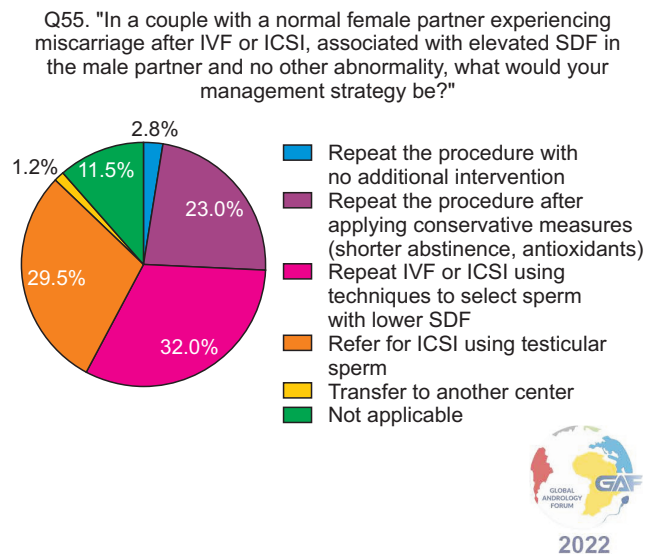 Q55. "In a couple with a normal female partner experiencing
miscarriage after IVF or ICSI, associated with elevated SDF in
the male partner and no other abnormality, what would your
management strategy be?"
2.8%
1.2%
11.5%
23.0%
29.5%
32.0%
Repeat the procedure with
no additional intervention
Repeat the procedure after
applying conservative measures
(shorter abstinence, antioxidants)
Repeat IVF or ICSI using
techniques to select sperm
with lower SDF
Refer for ICSI using testicular
sperm
Transfer to another center
Not applicable
GLOBAL
ANDROLOGY
FORUM
GAF
2022